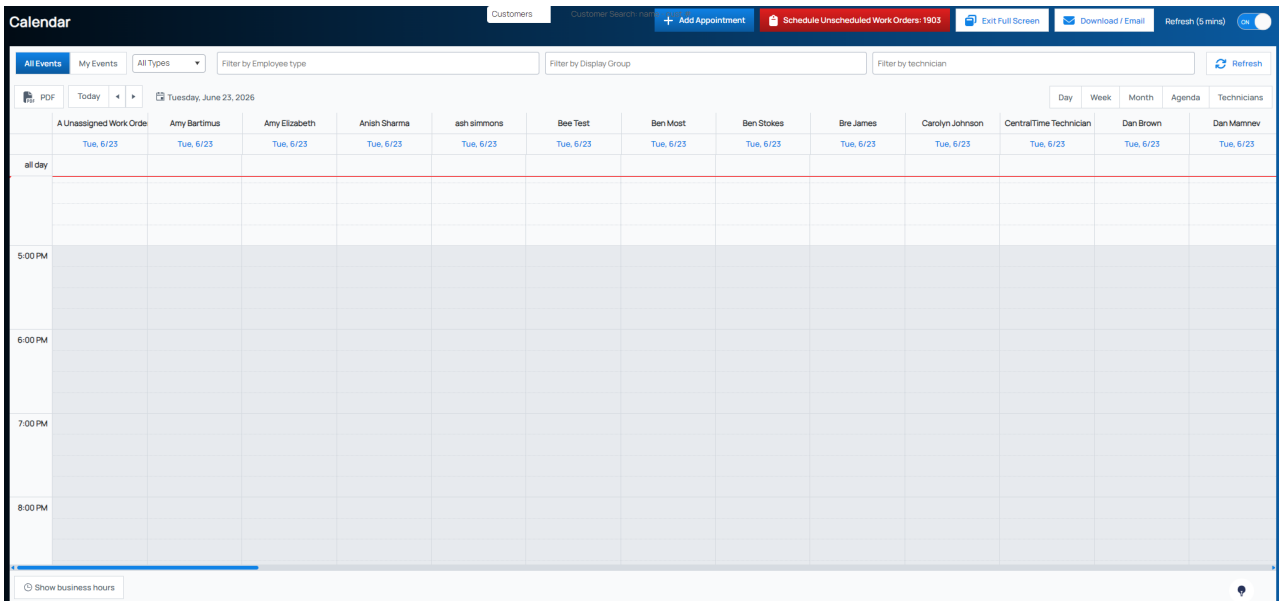 Calendar
Customers
Customer Search-nam
+ Add Appointment
Schedule Unscheduled Work Orders: 1903
Exit Full Screen
Download / Email
Refresh (5 mins)
ON
All Events
My Events
All Types
Filter by Employee type
Filter by Display Group
Filter by technician
Refresh
PDF
PDF
Today
Tuesday, June 23, 2026
Day
Week
Month
Agenda
Technicians
A Unassigned Work Orde
Amy Bartimus
Amy Elizabeth
Anish Sharma
ash simmons
Bee Test
Ben Most
Ben Stokes
Bre James
Carolyn Johnson
CentralTime Technician
Dan Brown
Dan Mamnev
Tue, 6/23
Tue, 6/23
Tue, 6/23
Tue, 6/23
Tue, 6/23
Tue, 6/23
Tue, 6/23
Tue, 6/23
Tue, 6/23
Tue, 6/23
Tue, 6/23
Tue, 6/23
Tue, 6/23
all day
5:00 PM
6:00 PM
7:00 PM
8:00 PM
Show business hours